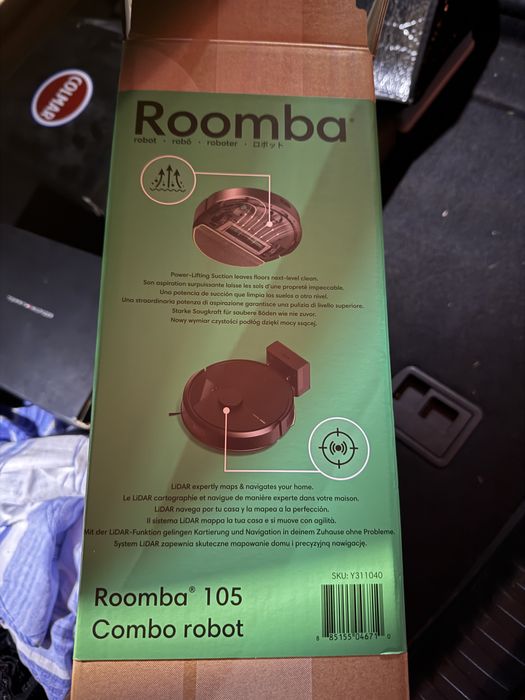 COLMAR
Roomba®
robot · robō · roboter · ロボット
Power-Lifting Suction leaves floors next-level clean.
Son aspiration surpuissante laisse les sols d'une propreté impeccable.
Una potencia de succión que limpia los suelos a otro nivel.
Una straordinaria potenza di aspirazione garantisce una pulizia di livello superiore.
Starke Saugkraft für saubere Böden wie nie zuvor.
Nowy wymiar czystości podłóg dzięki mocy ssącej.
LiDAR expertly maps & navigates your home.
Le LiDAR cartographie et navigue de manière experte dans votre maison.
LiDAR navega por tu casa y la mapea a la perfección.
Il sistema LiDAR mappa la tua casa e si muove con agilità.
Mit der LiDAR-Funktion gelingen Kartierung und Navigation in deinem Zuhause ohne Probleme.
System LiDAR zapewnia skuteczne mapowanie domu i precyzyjną nawigację.
SKU: Y311040
Roomba® 105
Combo robot
8 85155 04671 0